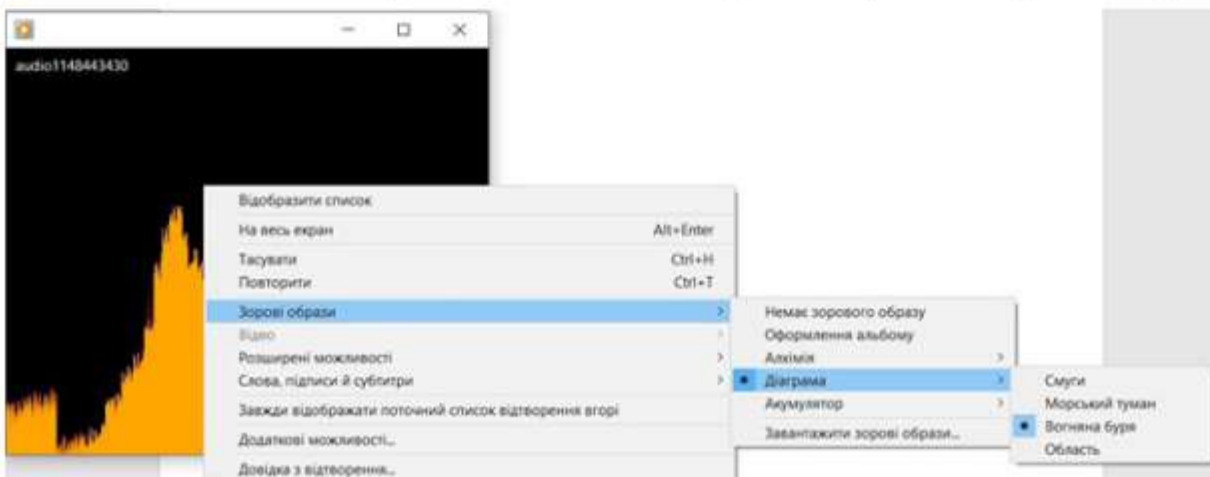 audio1148443430
Відобразити список
На весь екран Alt+Enter
Тасувати Ctrl+H
Повторити Ctrl+T
Зорові образи
Відео
Розширені можливості
Слова, підписи й субтитри
Завжди відображати поточний список відтворення вгорі
Додаткові можливості...
Довідка з відтворення...
Немає зорового образу
Оформлення альбому
Алхімія
Діаграма
Акумулятор
Завантажити зорові образи...
Смуги
Морський туман
Вогняна буря
Область